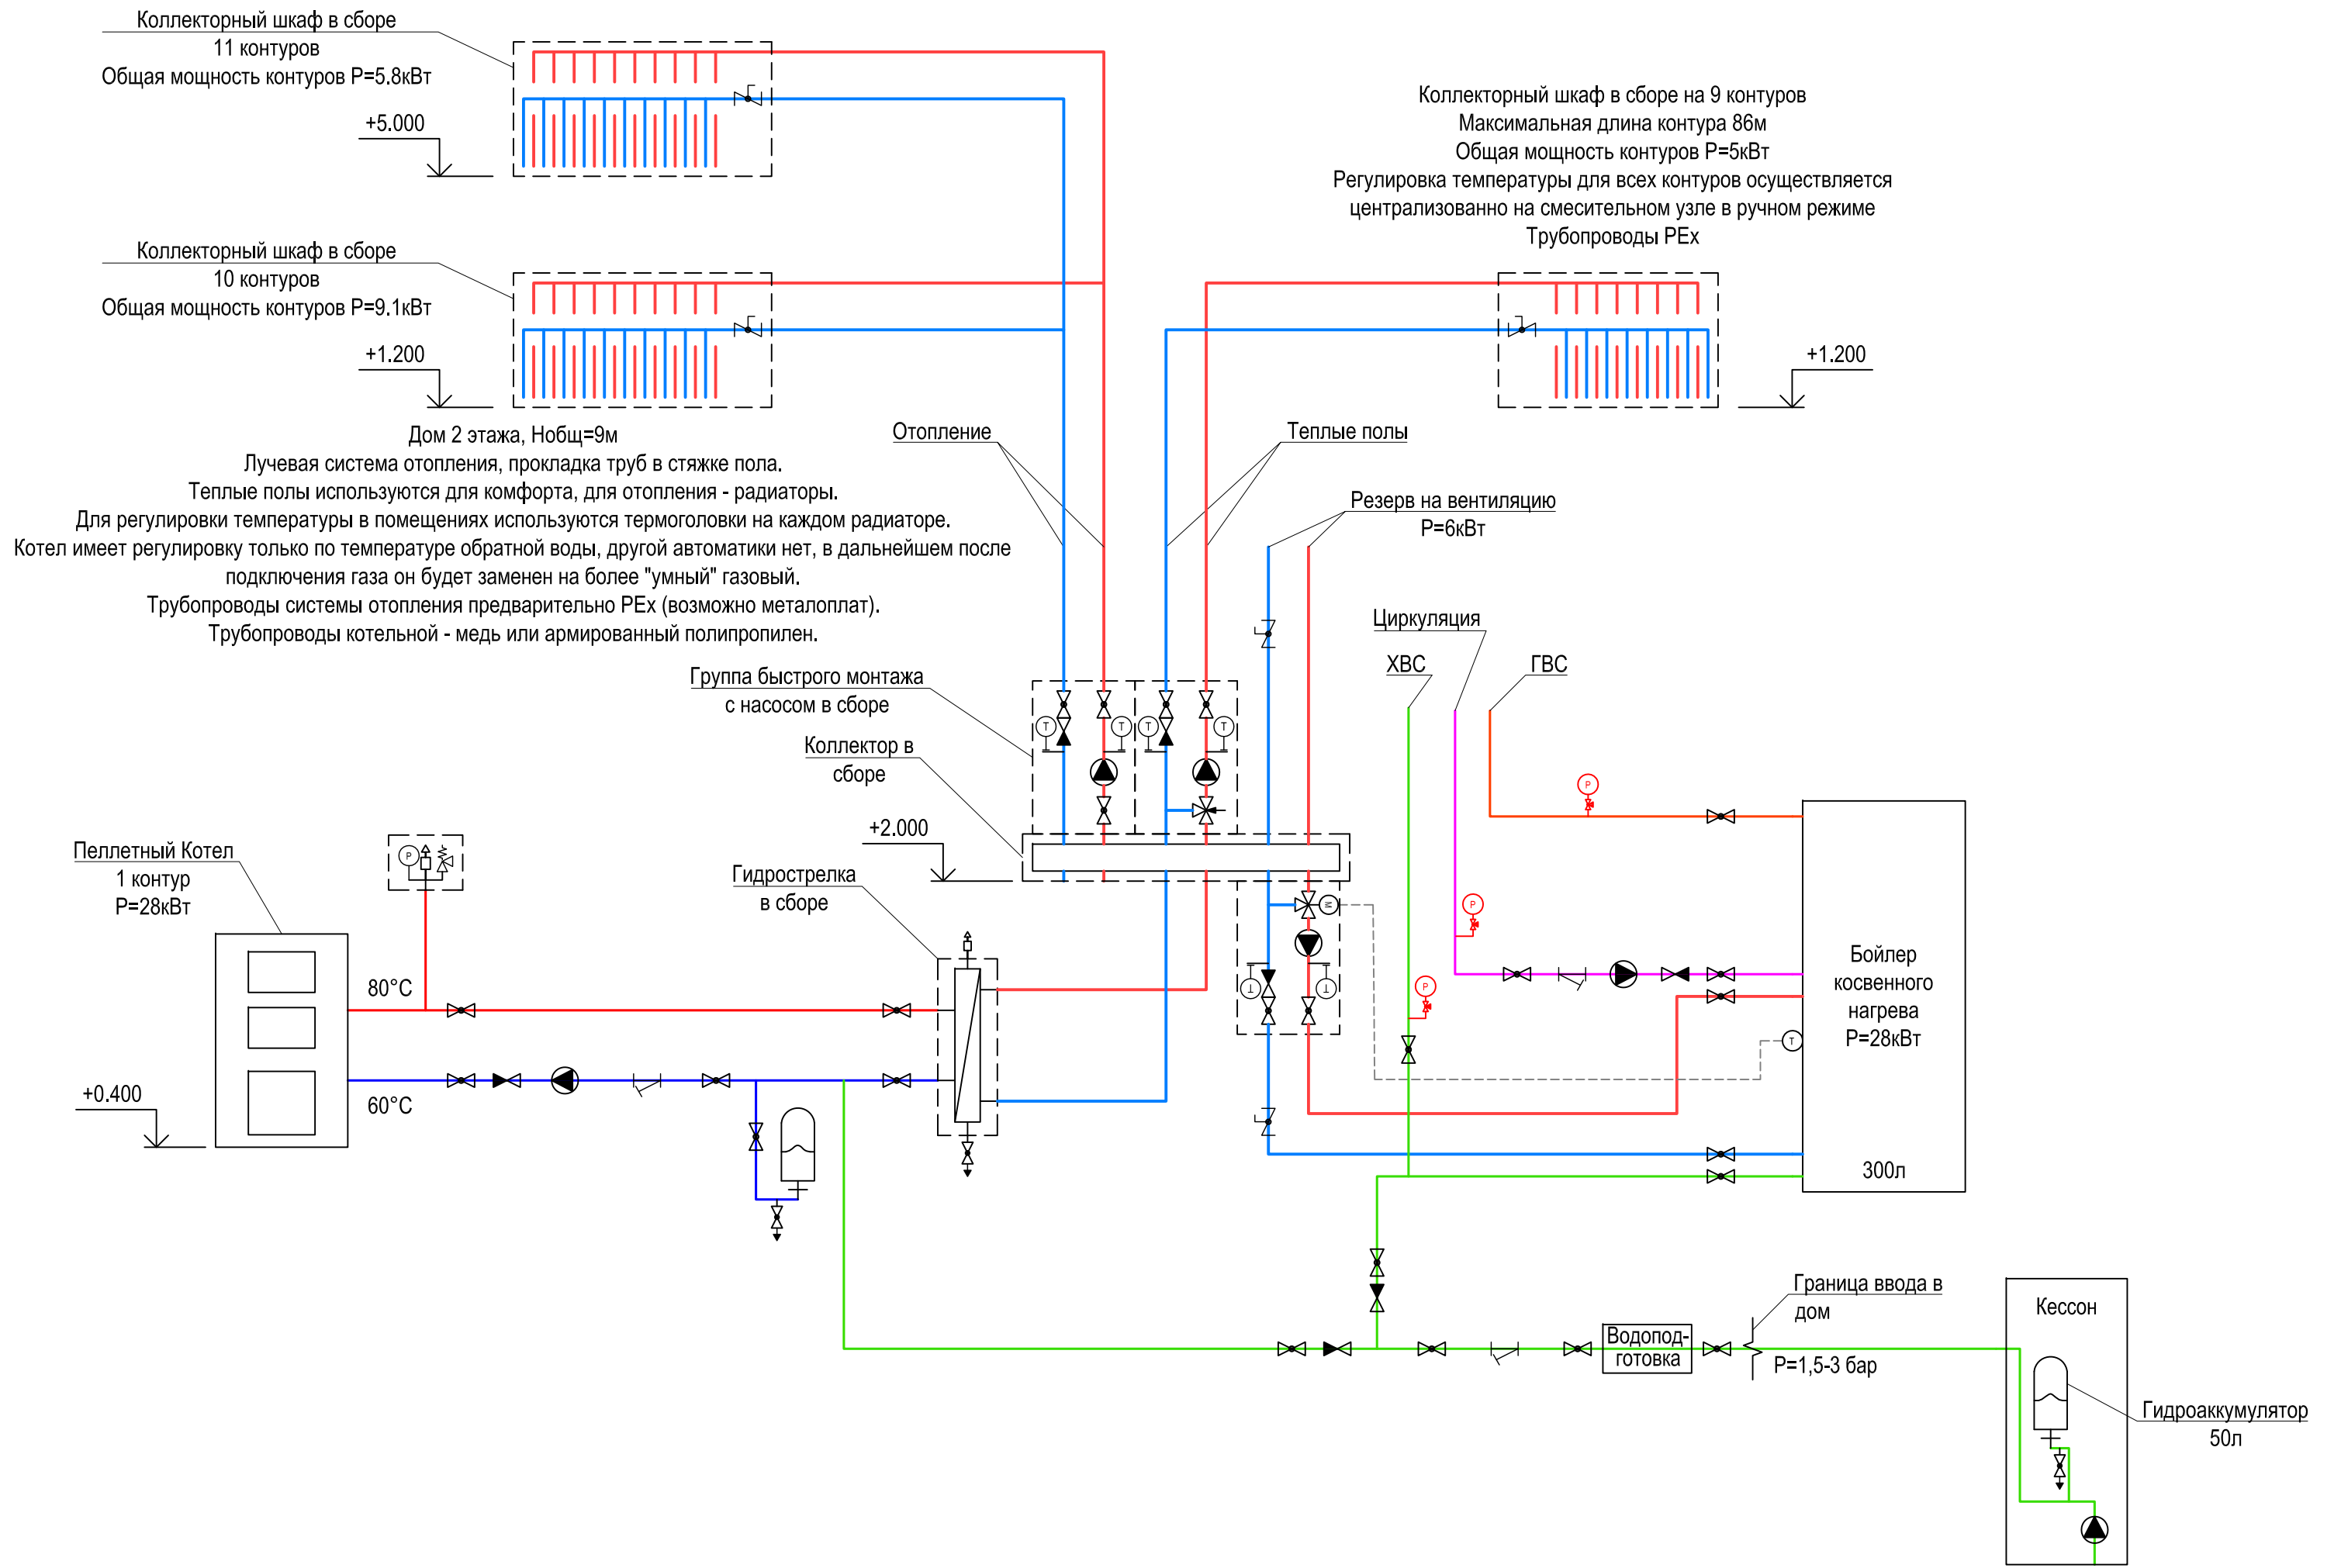 Коллекторный шкаф в сборе
11 контуров
Общая мощность контуров P=5.8кВт
+5.000
Коллекторный шкаф в сборе на 9 контуров
Максимальная длина контура 86м
Общая мощность контуров P=5кВт
Регулировка температуры для всех контуров осуществляется
централизованно на смесительном узле в ручном режиме
Трубопроводы PEx
Коллекторный шкаф в сборе
10 контуров
Общая мощность контуров P=9.1кВт
+1.200
+1.200
Дом 2 этажа, Hобщ=9м
Лучевая система отопления, прокладка труб в стяжке пола.
Теплые полы используются для комфорта, для отопления - радиаторы.
Для регулировки температуры в помещениях используются термоголовки на каждом радиаторе.
Котел имеет регулировку только по температуре обратной воды, другой автоматики нет, в дальнейшем после
подключения газа он будет заменен на более "умный" газовый.
Трубопроводы системы отопления предварительно PEx (возможно металоплат).
Трубопроводы котельной - медь или армированный полипропилен.
Отопление
Теплые полы
Резерв на вентиляцию
P=6кВт
Циркуляция
ХВС
ГВС
Группа быстрого монтажа
с насосом в сборе
T
T
T
T
Коллектор в
сборе
+2.000
P
Пеллетный Котел
1 контур
P=28кВт
P
Гидрострелка
в сборе
M
P
80°C
60°C
+0.400
T
T
P
Бойлер
косвенного
нагрева
P=28кВт
T
300л
Граница ввода в
дом
P=1,5-3 бар
Водопод-
готовка
Кессон
Гидроаккумулятор
50л